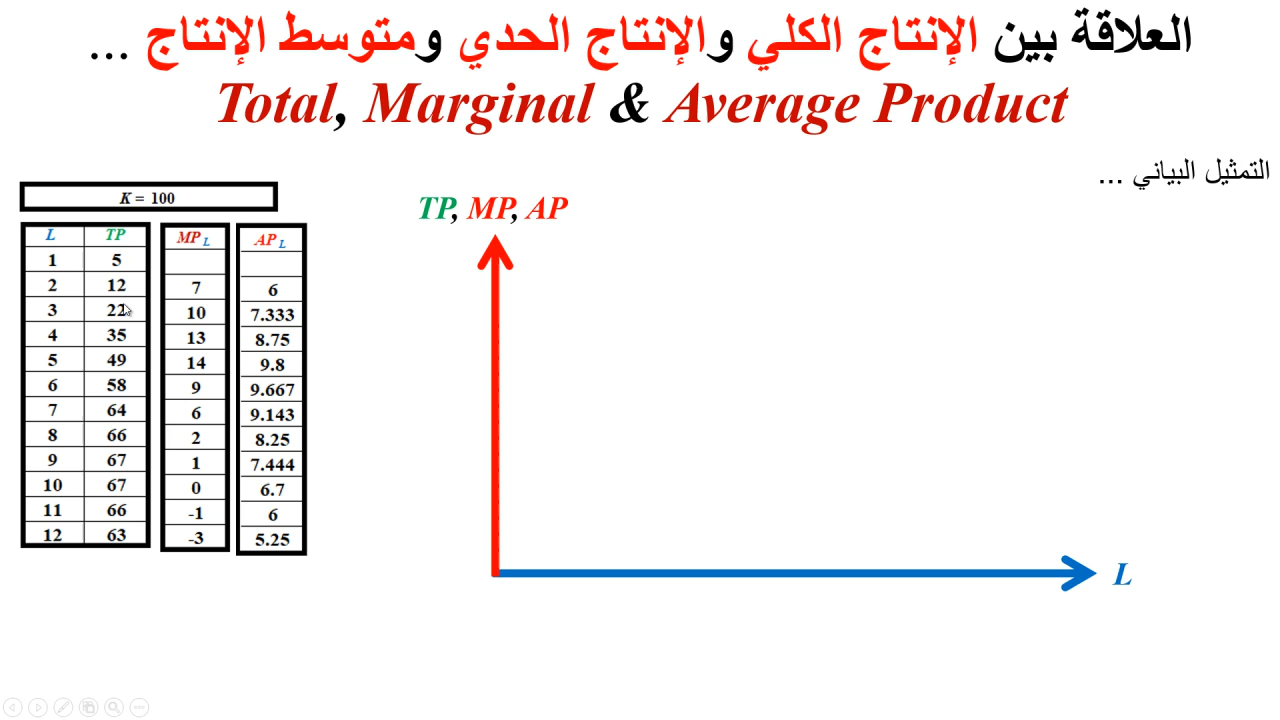 العلاقة بين الإنتاج الكلي والإنتاج الحدي ومتوسط الإنتاج ...
Total, Marginal & Average Product
التمثيل البياني ...
K = 100
L TP MP L AP L
1 5
2 12 7 6
3 22 10 7.333
4 35 13 8.75
5 49 14 9.8
6 58 9 9.667
7 64 6 9.143
8 66 2 8.25
9 67 1 7.444
10 67 0 6.7
11 66 -1 6
12 63 -3 5.25
TP, MP, AP
L